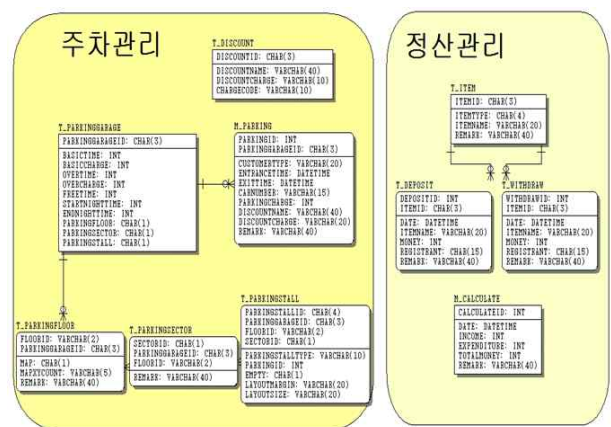 주차관리
T_DISCOUNT
DISCOUNTID: CHAR(3)
DISCOUNTNAME: VARCHAR(40)
DISCOUNTCHARGE: VARCHAR(10)
CHARGECODE: VARCHAR(10)
T_PARKINGGARAGE
PARKINGGARAGEID: CHAR(3)
BASICTIME: INT
BASICCHARGE: INT
OVERTIME: INT
OVERCHARGE: INT
FREETIME: INT
STARTNIGHTTIME: INT
ENDNIGHTTIME: INT
PARKINGFLOOR: CHAR(1)
PARKINGSECTOR: CHAR(1)
PARKINGSTALL: CHAR(1)
M_PARKING
PARKINGID: INT
PARKINGGARAGEID: CHAR(3)
CUSTOMERTYPE: VARCHAR(20)
ENTRANCETIME: DATETIME
EXITTIME: DATETIME
CARNUMBER: VARCHAR(15)
PARKINGCHARGE: INT
DISCOUNTNAME: VARCHAR(40)
DISCOUNTCHARGE: VARCHAR(20)
REMARK: VARCHAR(40)
T_PARKINGFLOOR
FLOORID: VARCHAR(2)
PARKINGGARAGEID: CHAR(3)
MAP: CHAR(1)
MAPXYCOUNT: VARCHAR(5)
REMARK: VARCHAR(40)
T_PARKINGSECTOR
SECTORID: CHAR(1)
PARKINGGARAGEID: CHAR(3)
FLOORID: VARCHAR(2)
REMARK: VARCHAR(40)
T_PARKINGSTALL
PARKINGSTALLID: CHAR(4)
PARKINGGARAGEID: CHAR(3)
FLOORID: VARCHAR(2)
SECTORID: CHAR(1)
PARKINGSTALLTYPE: VARCHAR(10)
PARKINGID: INT
EMPTY: CHAR(1)
LAYOUTMARGIN: VARCHAR(20)
LAYOUTSIZE: VARCHAR(20)
정산관리
T_ITEM
ITEMID: CHAR(3)
ITEMTYPE: CHAR(4)
ITEMNAME: VARCHAR(20)
REMARK: VARCHAR(40)
T_DEPOSIT
DEPOSITID: INT
ITEMID: CHAR(3)
DATE: DATETIME
ITEMNAME: VARCHAR(20)
MONEY: INT
REGISTRANT: CHAR(15)
REMARK: VARCHAR(40)
T_WITHDRAW
WITHDRAWID: INT
ITEMID: CHAR(3)
DATE: DATETIME
ITEMNAME: VARCHAR(20)
MONEY: INT
REGISTRANT: CHAR(15)
REMARK: VARCHAR(40)
M_CALCULATE
CALCULATEID: INT
DATE: DATETIME
INCOME: INT
EXPENDITURE: INT
TOTALMONEY: INT
REMARK: VARCHAR(40)